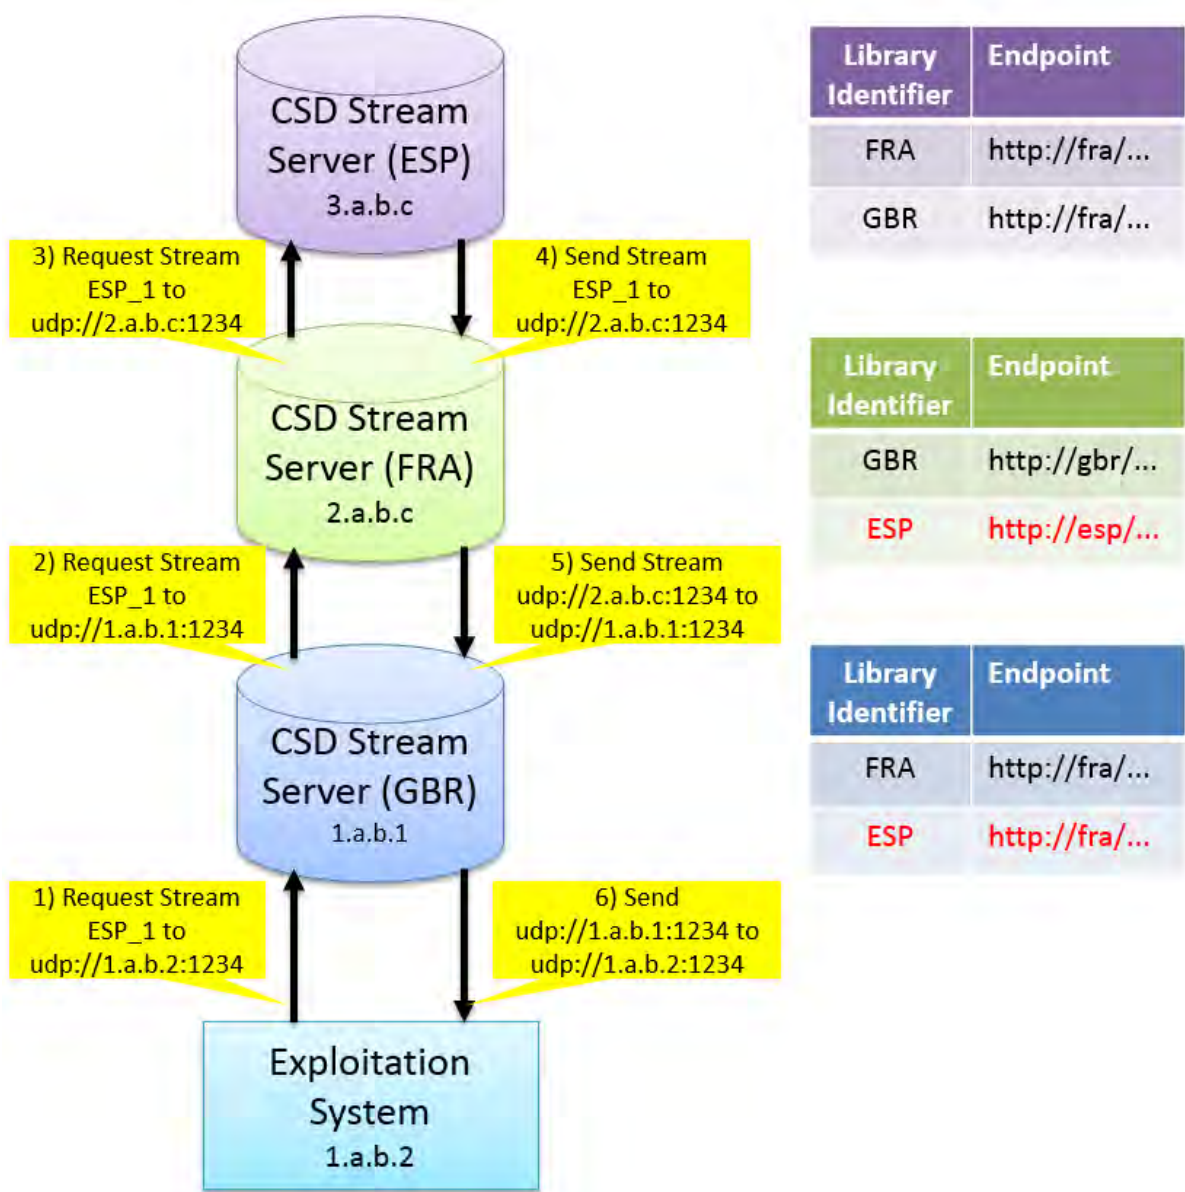 CSD Stream
Server (ESP)
3.a.b.c
3) Request Stream
ESP_1 to
udp://2.a.b.c:1234
4) Send Stream
ESP_1 to
udp://2.a.b.c:1234
CSD Stream
Server (FRA)
2.a.b.c
2) Request Stream
ESP_1 to
udp://1.a.b.1:1234
5) Send Stream
udp://2.a.b.c:1234 to
udp://1.a.b.1:1234
CSD Stream
Server (GBR)
1.a.b.1
1) Request Stream
ESP_1 to
udp://1.a.b.2:1234
6) Send
udp://1.a.b.1:1234 to
udp://1.a.b.2:1234
Exploitation
System
1.a.b.2
Library Endpoint
Identifier
FRA http://fra/...
GBR http://fra/...
Library Endpoint
Identifier
GBR http://gbr/...
ESP http://esp/...
Library Endpoint
Identifier
FRA http://fra/...
ESP http://fra/...